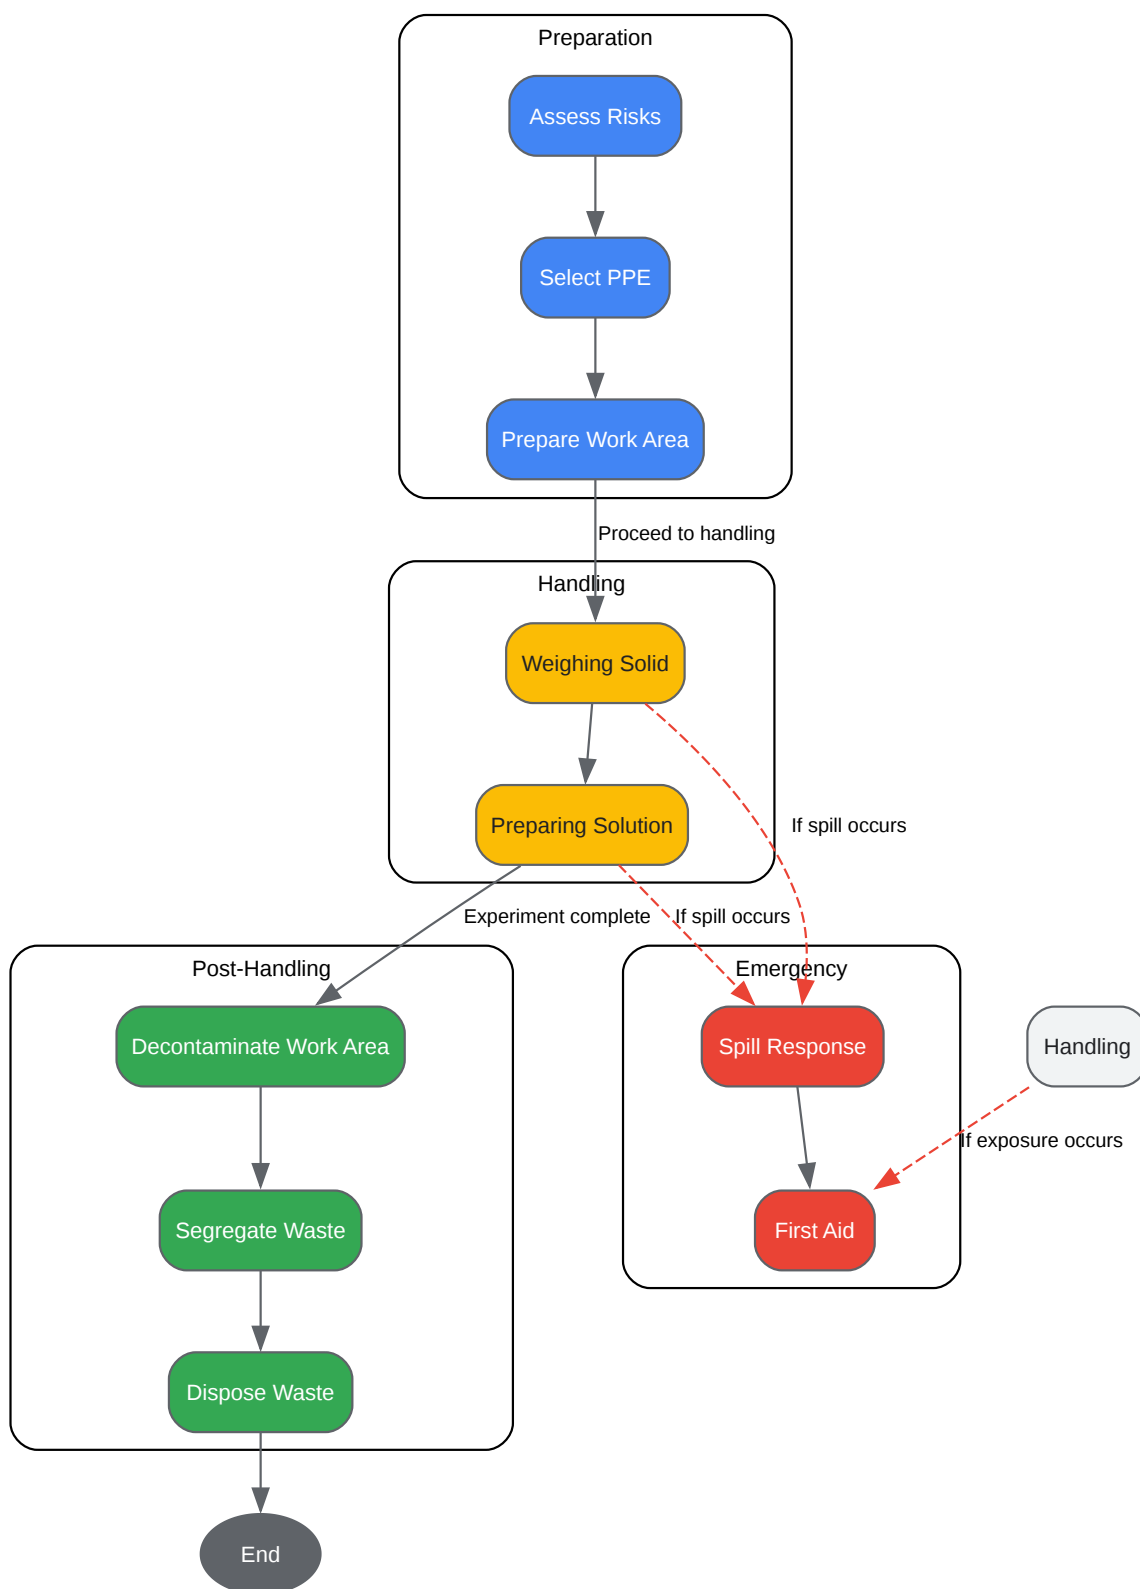 Preparation
Assess Risks
Select PPE
Prepare Work Area
Proceed to handling
Handling
Weighing Solid
Preparing Solution
If spill occurs
Experiment complete
If spill occurs
Post-Handling
Emergency
Decontaminate Work Area
Spill Response
Handling
If exposure occurs
Segregate Waste
First Aid
Dispose Waste
End